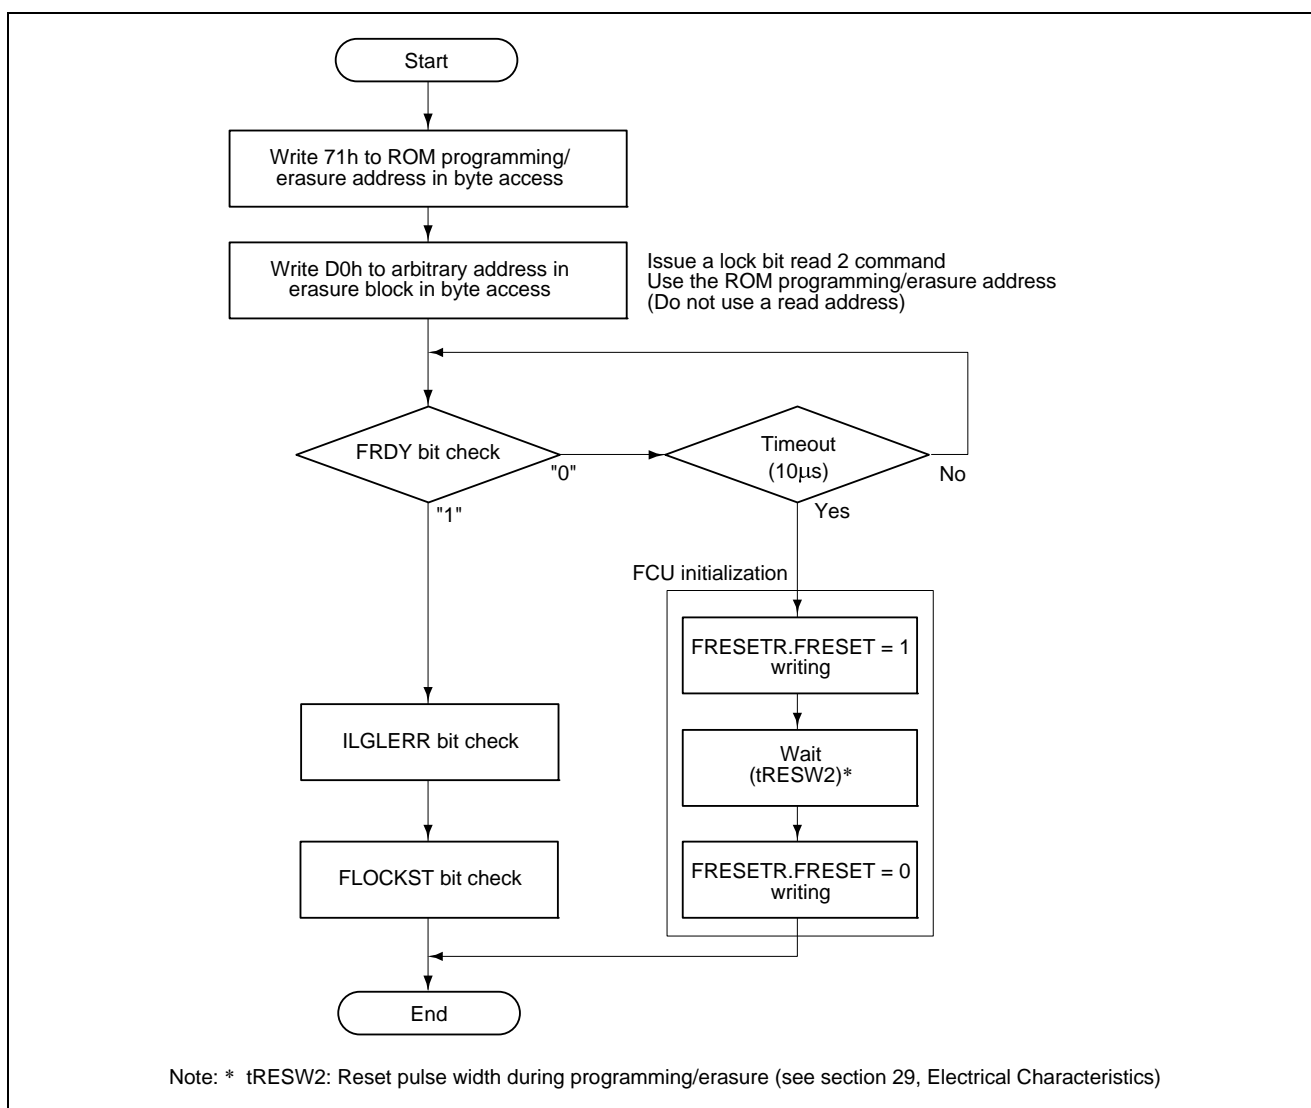 Start
Write 71h to ROM programming/
erasure address in byte access
Write D0h to arbitrary address in
erasure block in byte access
Issue a lock bit read 2 command
Use the ROM programming/erasure address
(Do not use a read address)
FRDY bit check
"0"
"1"
Timeout
(10μs)
No
Yes
FCU initialization
FRESETR.FRESET = 1
writing
ILGLERR bit check
Wait
(tRESW2)*
FLOCKST bit check
FRESETR.FRESET = 0
writing
End
Note: * tRESW2: Reset pulse width during programming/erasure (see section 29, Electrical Characteristics)